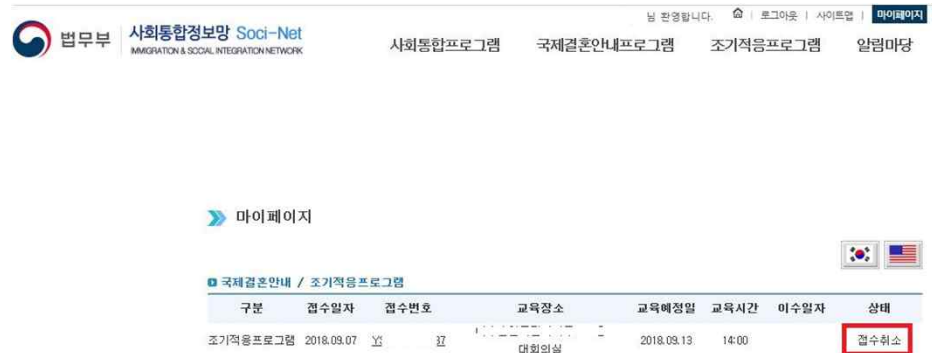 님 환영합니다. | 로그아웃 | 사이트맵 | 마이페이지
법무부 사회통합정보망 Soci-Net
IMMIGRATION & SOCIAL INTEGRATION NETWORK
사회통합프로그램 국제결혼안내프로그램 조기적응프로그램 알림마당
마이페이지
국제결혼안내 / 조기적응프로그램
구분 접수일자 접수번호 교육장소 교육예정일 교육시간 이수일자 상태
조기적응프로그램 2018.09.07 대회의실 2018.09.13 14:00 접수취소